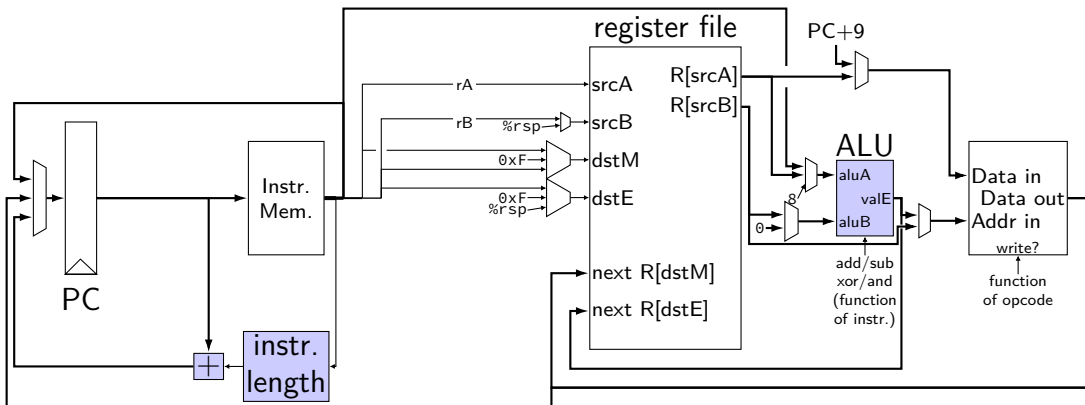 register file
PC+9
rA
srcA
R[srcA]
R[srcB]
rB
%rsp
srcB
ALU
Instr.
Mem.
0xF
dstM
aluA
Data in
8
valE
Data out
0xF
dstE
%rsp
0
aluB
Addr in
write?
add/sub
xor/and
(function
of instr.)
function
of opcode
PC
next R[dstM]
next R[dstE]
+
instr.
length